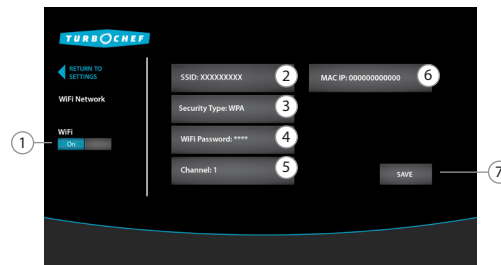 TURBOCHEF
RETURN TO
SETTINGS
WiFi Network
WiFi
On
1
SSID: XXXXXXXXX
2
MAC IP: 000000000000
6
Security Type: WPA
3
WiFi Password: ****
4
Channel: 1
5
SAVE
7